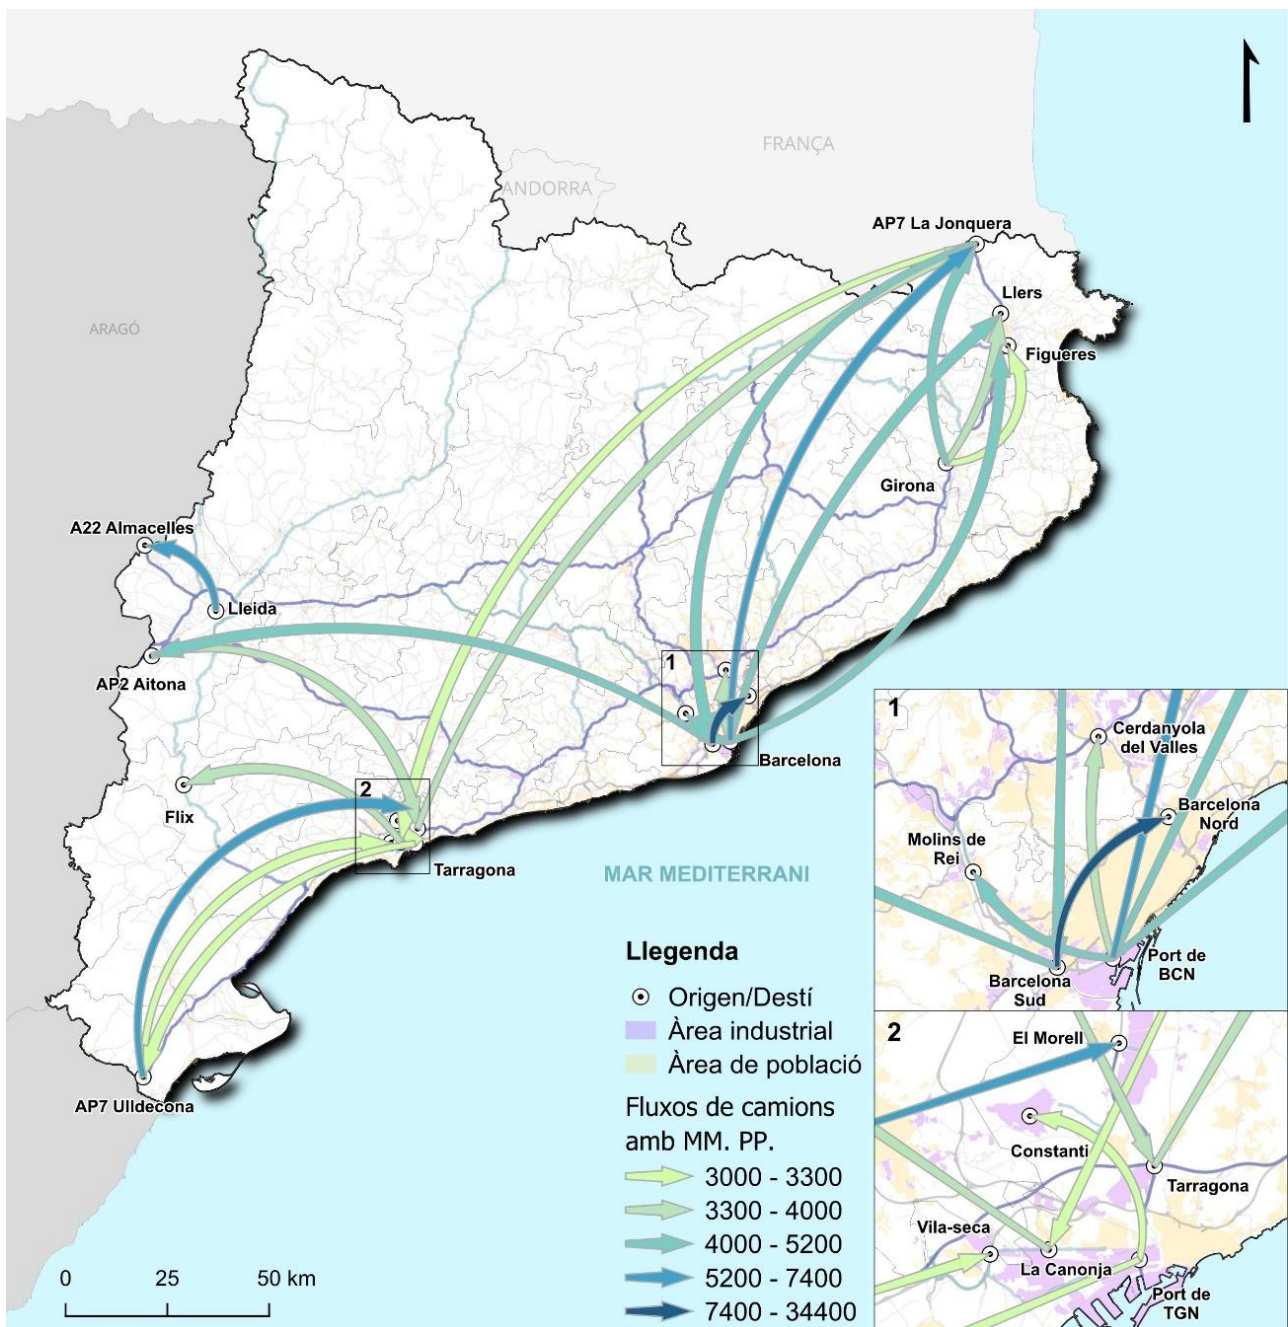 FRANÇA
ANDORRA
AP7 La Jonquera
Llers
ARAGÓ
Figueres
Girona
A22 Almacelles
Lleida
1
AP2 Aitona
Barcelona
2
Flix
Tarragona
MAR MEDITERRANI
AP7 Ulldecona
0 25 50 km
Llegenda
Origen/Destí
Àrea industrial
Àrea de població
Fluxos de camions
amb MM. PP.
3000 - 3300
3300 - 4000
4000 - 5200
5200 - 7400
7400 - 34400
1
Cerdanyola
del Valles
Barcelona
Nord
Molins de
Rei
Port de
BCN
Barcelona
Sud
2
El Morell
Constanti
Tarragona
Vila-seca
La Canonja
Port de
TGN